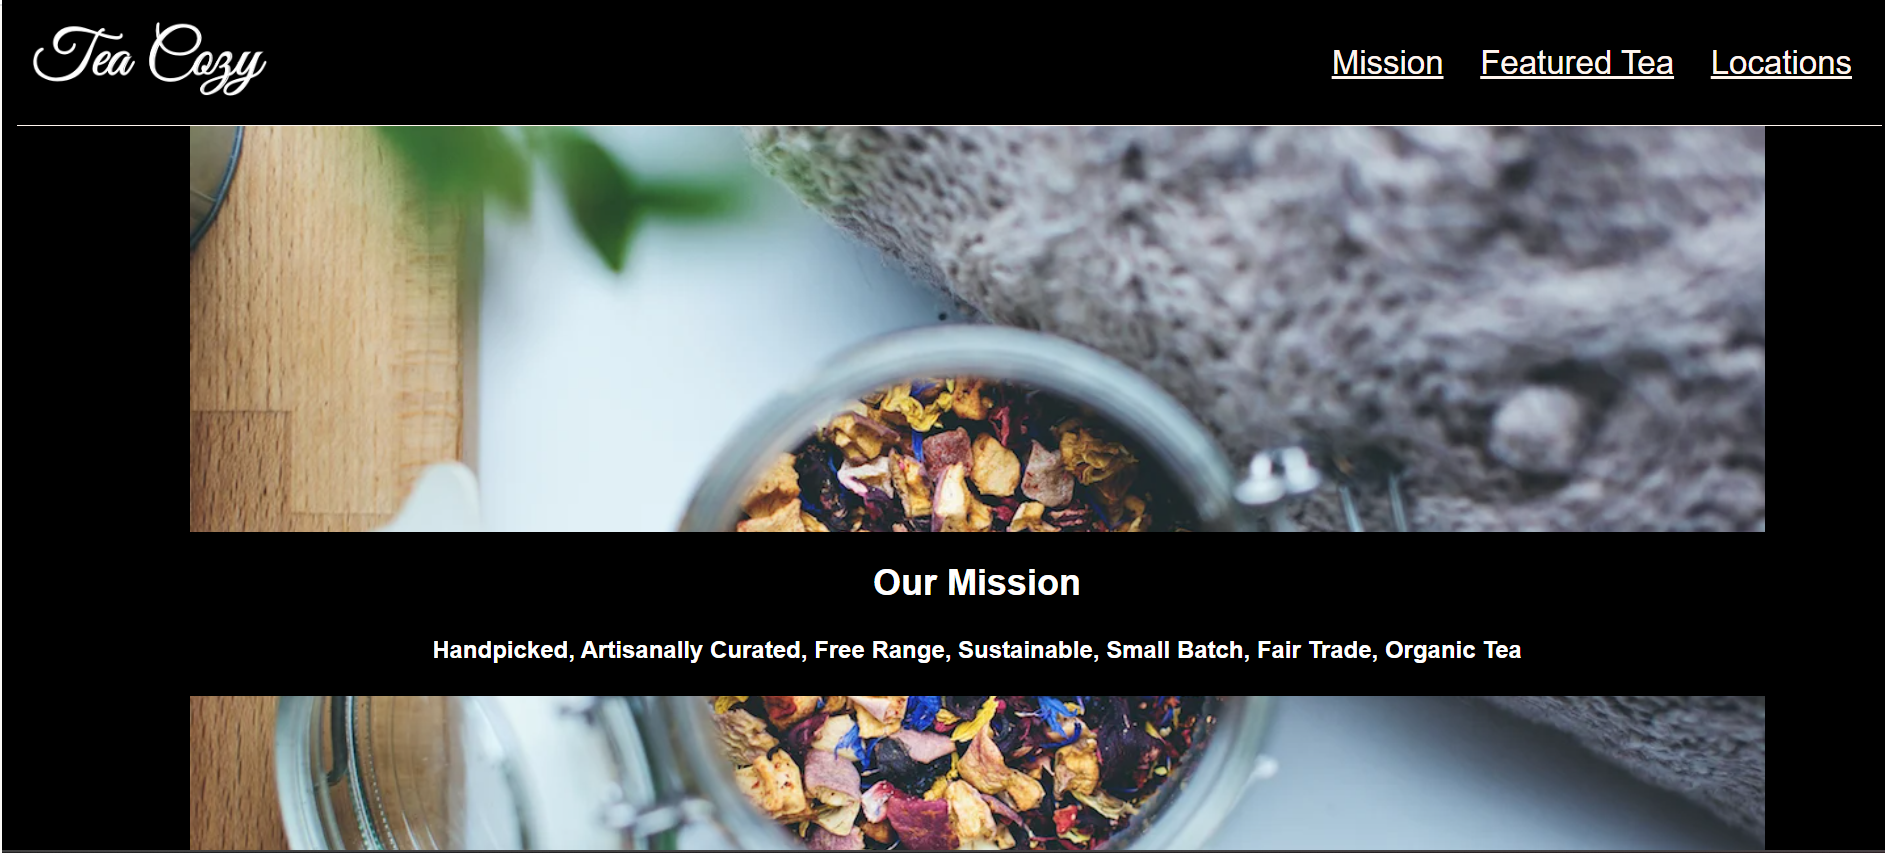 Tea Cozy
Mission Featured Tea Locations
Our Mission
Handpicked, Artisanally Curated, Free Range, Sustainable, Small Batch, Fair Trade, Organic Tea